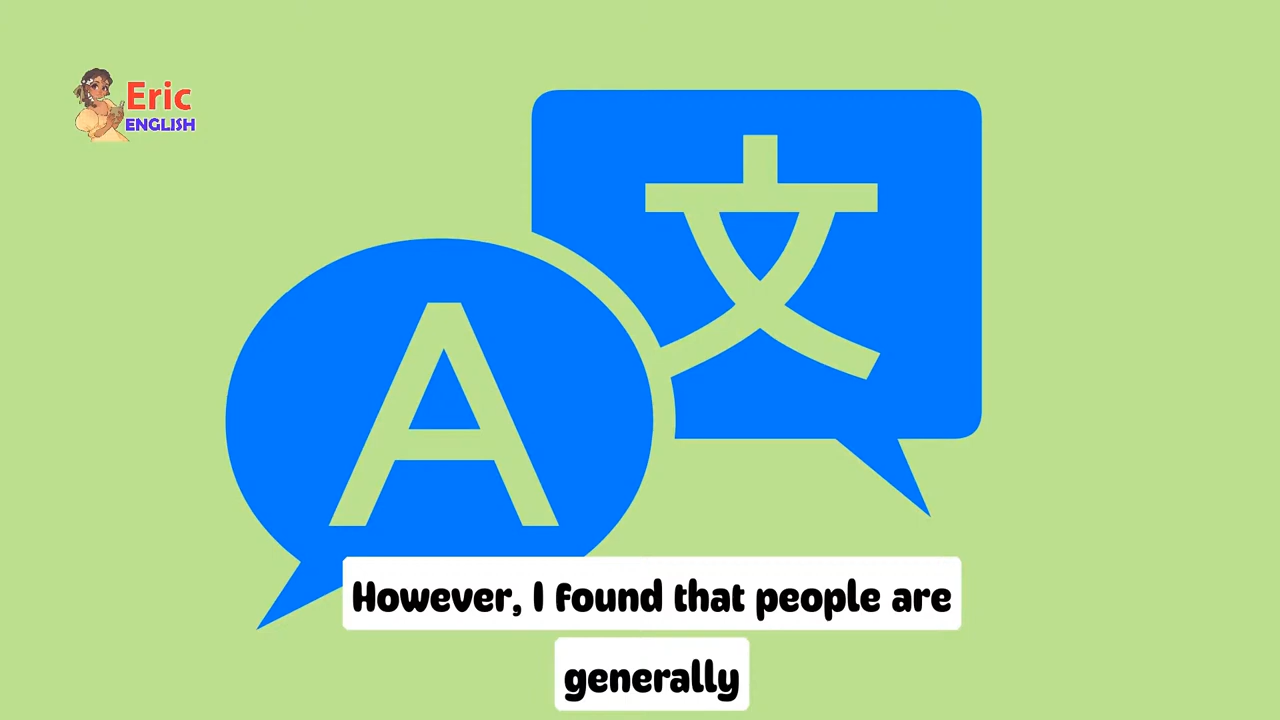 Eric
ENGLISH
文
A
However, I found that people are
generally